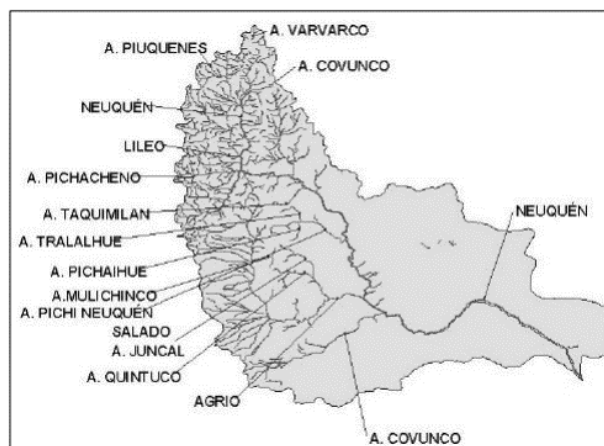 A. VARVARCO
A. PIUQUENES
A. COVUNCO
NEUQUÉN
LILEO
A. PICHACHENO
A. TAQUIMILAN
NEUQUÉN
A. TRALALHUE
A. PICHAIHUE
A.MULICHINCO
A. PICHI NEUQUÉN
SALADO
A. JUNCAL
A. QUINTUCO
AGRIO
A. COVUNCO